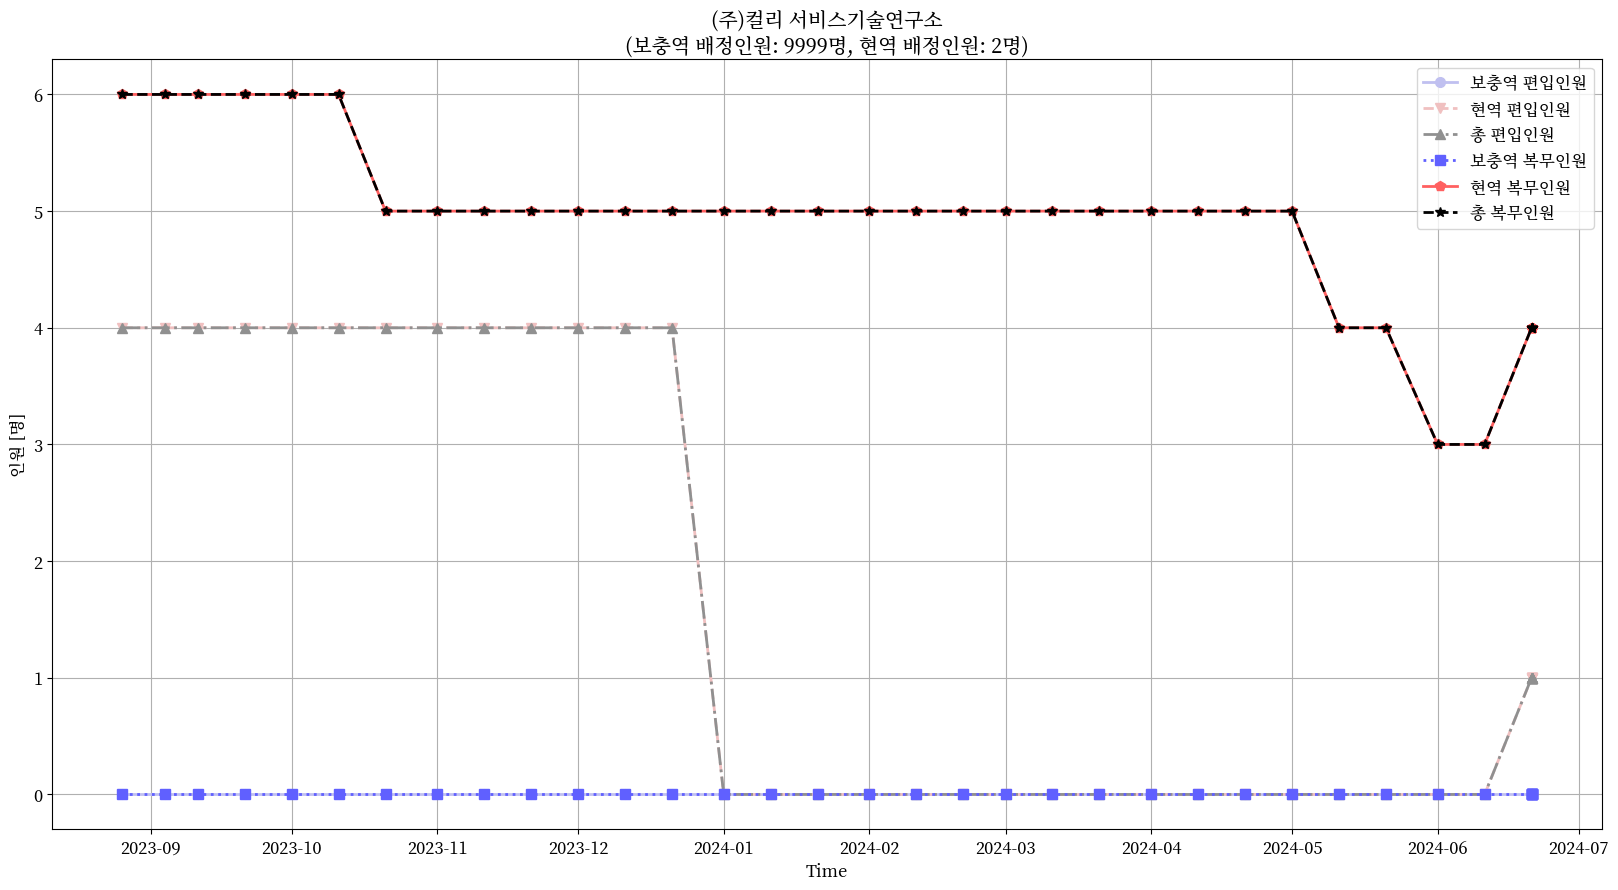 (주)컬리 서비스기술연구소
(보충역 배정인원: 9999명, 현역 배정인원: 2명)
보충역 편입인원
현역 편입인원
총 편입인원
보충역 복무인원
현역 복무인원
총 복무인원
6
5
4
3
2
1
0
인원 [명]
2023-09
2023-10
2023-11
2023-12
2024-01
2024-02
2024-03
2024-04
2024-05
2024-06
2024-07
Time